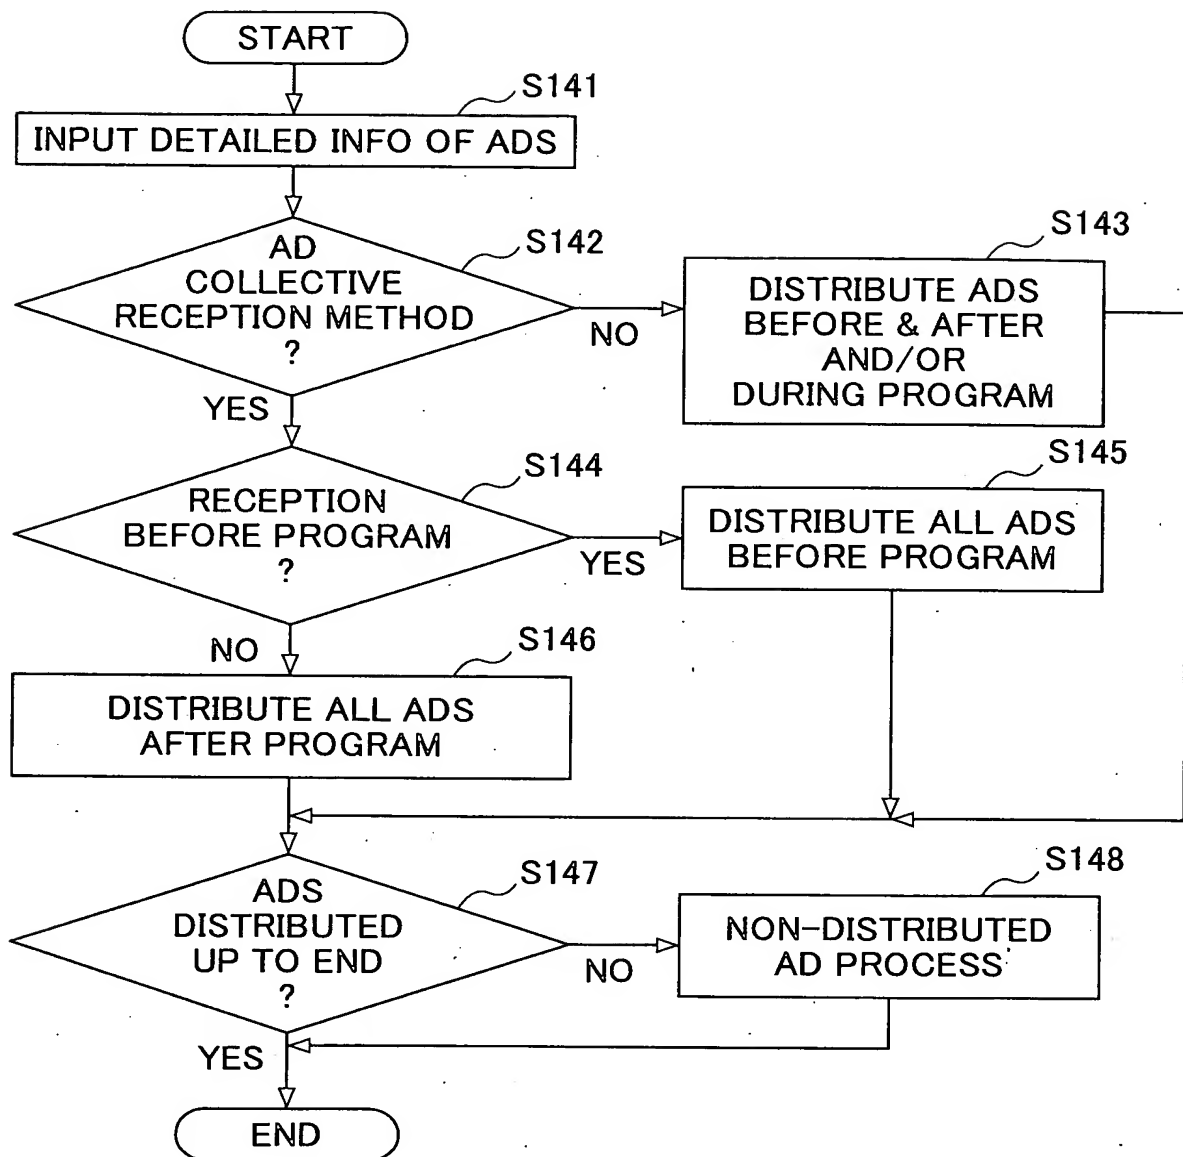 START
S141
INPUT DETAILED INFO OF ADS
S142
AD
COLLECTIVE
RECEPTION METHOD
?
NO
YES
S143
DISTRIBUTE ADS
BEFORE & AFTER
AND/OR
DURING PROGRAM
S144
RECEPTION
BEFORE PROGRAM
?
YES
NO
S145
DISTRIBUTE ALL ADS
BEFORE PROGRAM
S146
DISTRIBUTE ALL ADS
AFTER PROGRAM
S147
ADS
DISTRIBUTED
UP TO END
?
NO
YES
S148
NON-DISTRIBUTED
AD PROCESS
END